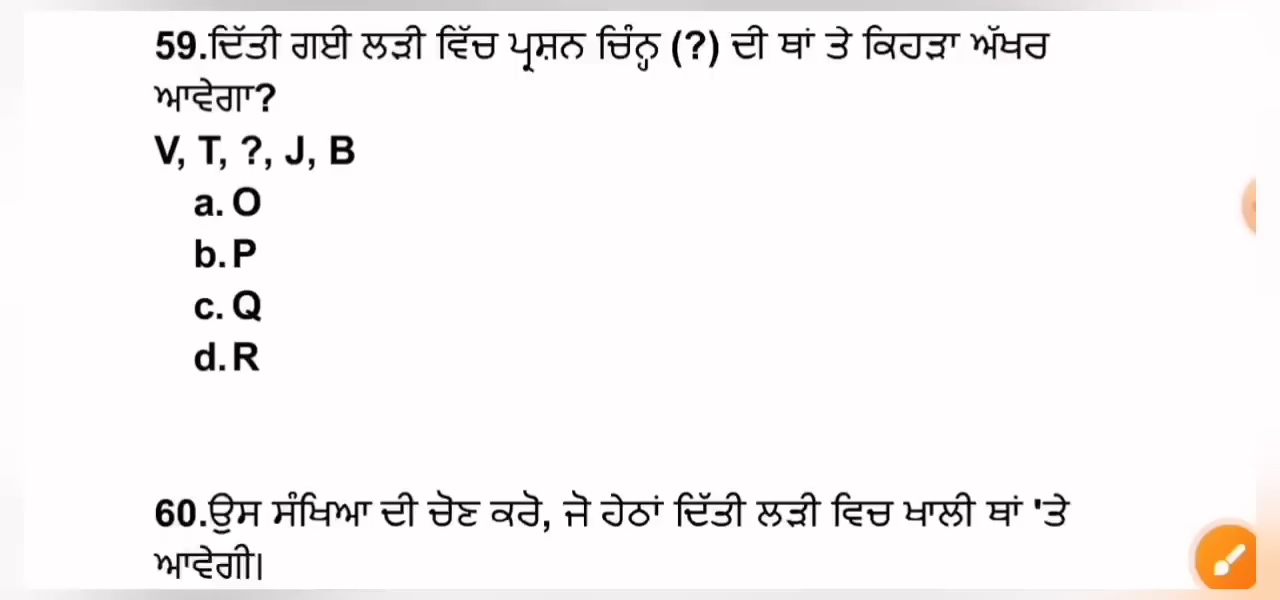 59.ਦਿੱਤੀ ਗਈ ਲੜੀ ਵਿੱਚ ਪ੍ਰਸ਼ਨ ਚਿੰਨ੍ਹ (?) ਦੀ ਥਾਂ ਤੇ ਕਿਹੜਾ ਅੱਖਰ
ਆਵੇਗਾ?
V, T, ?, J, B
a. O
b. P
c. Q
d. R
60.ਉਸ ਸੰਖਿਆ ਦੀ ਚੋਣ ਕਰੋ, ਜੋ ਹੇਠਾਂ ਦਿੱਤੀ ਲੜੀ ਵਿਚ ਖਾਲੀ ਥਾਂ 'ਤੇ
ਆਵੇਗੀ।